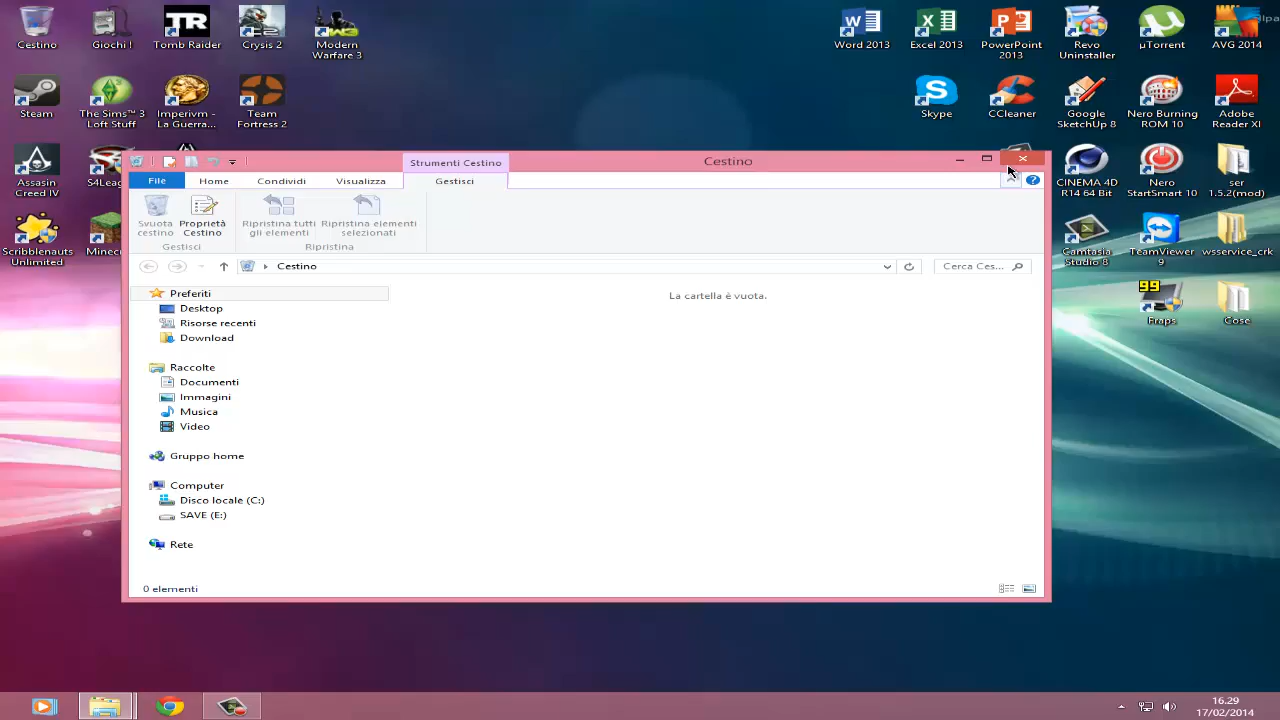 Cestino
Giochi !
Tomb Raider
Crysis 2
Modern
Warfare 3
Word 2013
Excel 2013
PowerPoint
2013
Revo
Uninstaller
µTorrent
AVG 2014
Steam
The Sims™ 3
Loft Stuff
Imperivm -
La Guerra...
Team
Fortress 2
Skype
CCleaner
Google
SketchUp 8
Nero Burning
ROM 10
Adobe
Reader XI
Assasin
Creed IV
S4Leag
CINEMA 4D
R14 64 Bit
Nero
StartSmart 10
ser
1.5.2(mod)
Scribblenauts
Unlimited
Minec
Camtasia
Studio 8
TeamViewer
9
wsservice_crk
99
Fraps
Cose
Strumenti Cestino
Cestino
File
Home
Condividi
Visualizza
Gestisci
Svuota
cestino
Proprietà
Cestino
Ripristina tutti
gli elementi
Ripristina elementi
selezionati
Gestisci
Ripristina
Cestino
Cerca Ces...
Preferiti
La cartella è vuota.
Desktop
Risorse recenti
Download
Raccolte
Documenti
Immagini
Musica
Video
Gruppo home
Computer
Disco locale (C:)
SAVE (E:)
Rete
0 elementi
16.29
17/02/2014